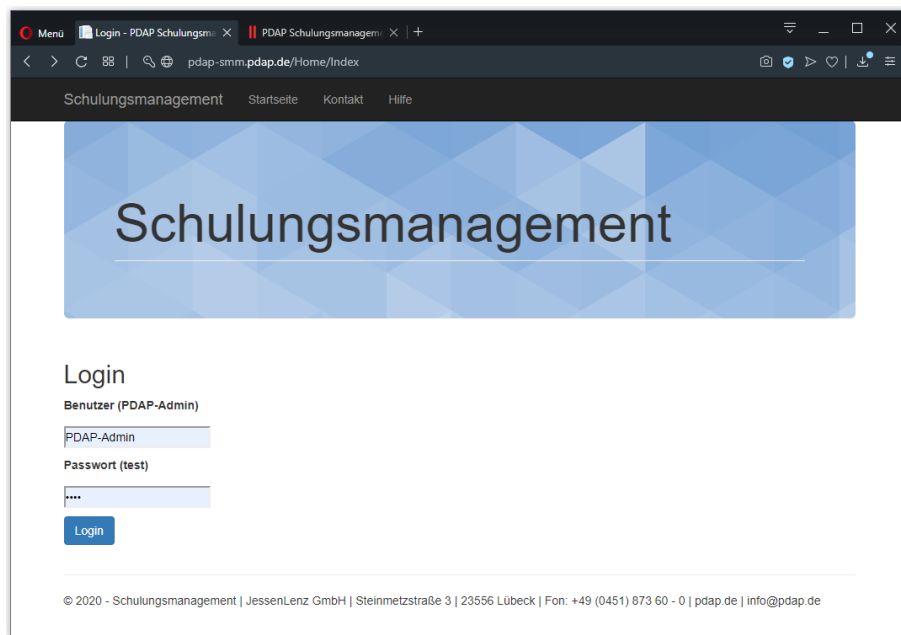 Menü Login - PDAP Schulungsma PDAP Schulungsmanagem
pdap-smm.pdap.de/Home/Index
Schulungsmanagement Startseite Kontakt Hilfe
Schulungsmanagement
Login
Benutzer (PDAP-Admin)
PDAP-Admin
Passwort (test)
••••
Login
© 2020 - Schulungsmanagement | JessenLenz GmbH | Steinmetzstraße 3 | 23556 Lübeck | Fon: +49 (0451) 873 60 - 0 | pdap.de | info@pdap.de